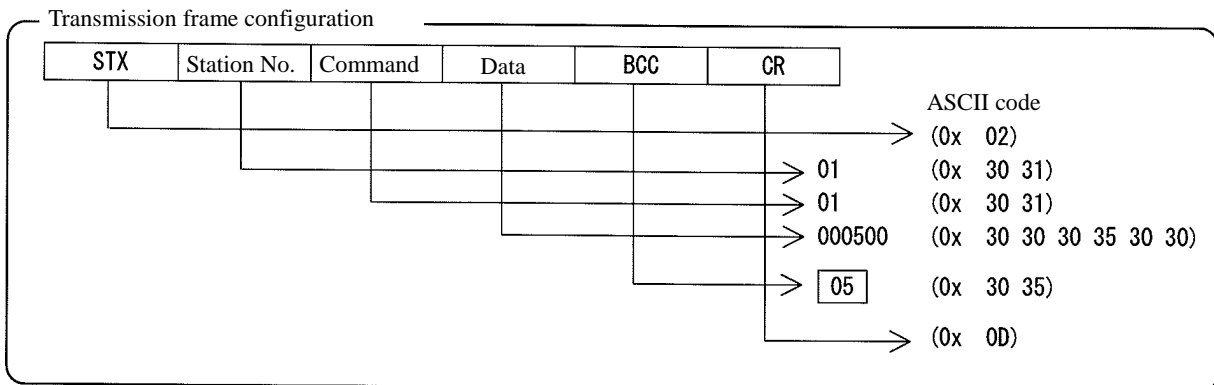 Transmission frame configuration
STX Station No. Command Data BCC CR
ASCII code
(0x 02)
01 (0x 30 31)
01 (0x 30 31)
000500 (0x 30 30 30 35 30 30)
05 (0x 30 35)
(0x 0D)